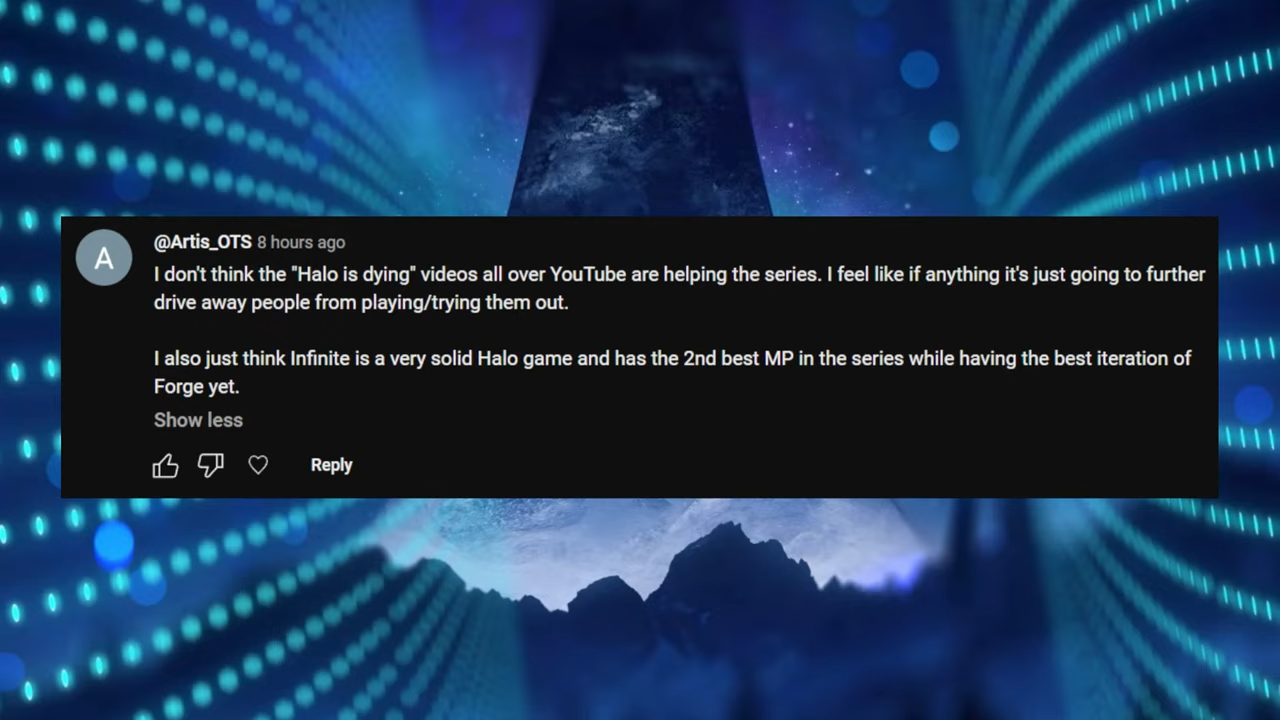 A
@Artis_OTS 8 hours ago
I don't think the "Halo is dying" videos all over YouTube are helping the series. I feel like if anything it's just going to further
drive away people from playing/trying them out.
I also just think Infinite is a very solid Halo game and has the 2nd best MP in the series while having the best iteration of
Forge yet.
Show less
Reply